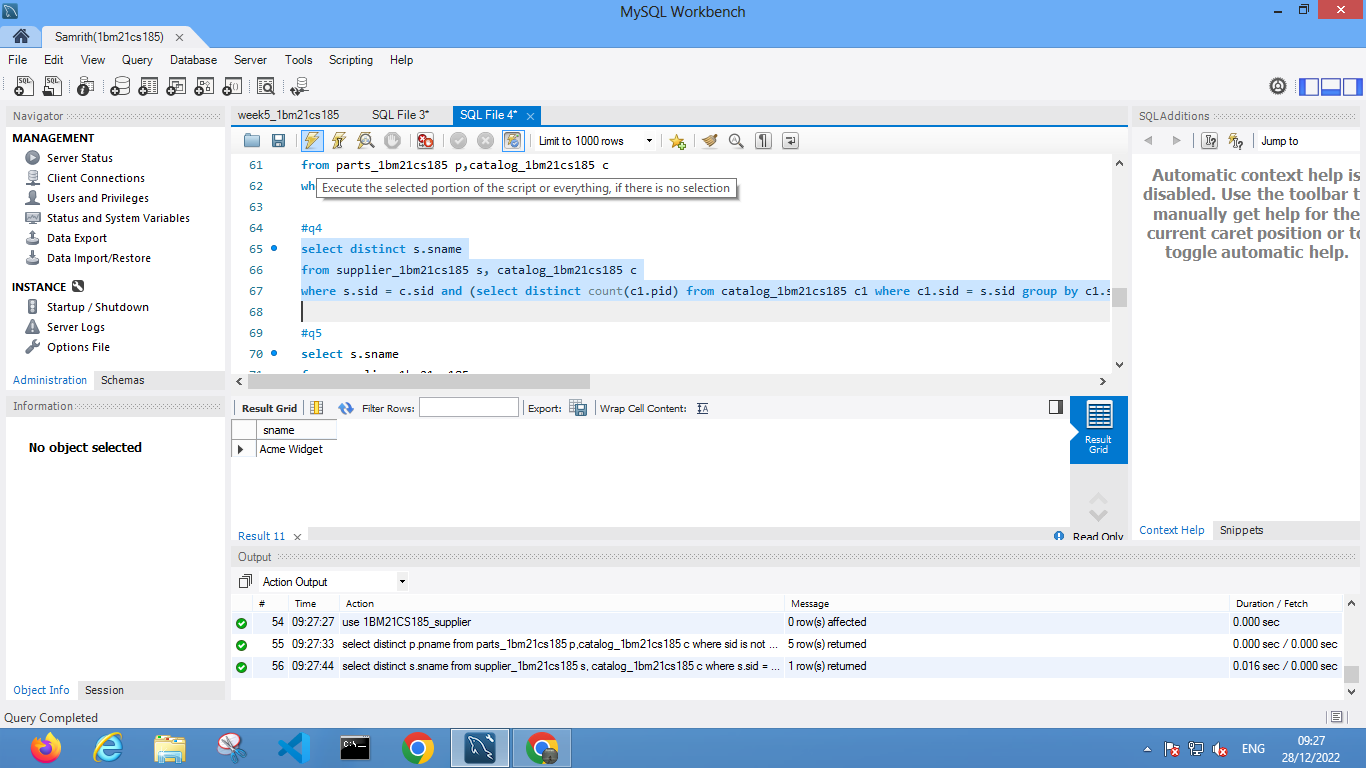 MySQL Workbench
Samrith(1bm21cs185)
File Edit View Query Database Server Tools Scripting Help
Navigator
MANAGEMENT
Server Status
Client Connections
Users and Privileges
Status and System Variables
Data Export
Data Import/Restore
INSTANCE
Startup / Shutdown
Server Logs
Options File
Administration Schemas
Information
No object selected
Object Info Session
week5_1bm21cs185 SQL File 3* SQL File 4*
Limit to 1000 rows
61 from parts_1bm21cs185 p,catalog_1bm21cs185 c
62 wh
Execute the selected portion of the script or everything, if there is no selection
63
64 #q4
65 select distinct s.sname
66 from supplier_1bm21cs185 s, catalog_1bm21cs185 c
67 where s.sid = c.sid and (select distinct count(c1.pid) from catalog_1bm21cs185 c1 where c1.sid = s.sid group by c1.s
68
69 #q5
70 select s.sname
Result Grid Filter Rows: Export: Wrap Cell Content:
sname
Acme Widget
Result Grid
Result 11
Read Only
SQLAdditions
Jump to
Automatic context help is
disabled. Use the toolbar t
manually get help for the
current caret position or to
toggle automatic help.
Context Help Snippets
Output
Action Output
# Time Action Message Duration / Fetch
54 09:27:27 use 1BM21CS185_supplier 0 row(s) affected 0.000 sec
55 09:27:33 select distinct p.pname from parts_1bm21cs185 p,catalog_1bm21cs185 c where sid is not ... 5 row(s) returned 0.000 sec / 0.000 sec
56 09:27:44 select distinct s.sname from supplier_1bm21cs185 s, catalog_1bm21cs185 c where s.sid = ... 1 row(s) returned 0.016 sec / 0.000 sec
Query Completed
ENG
09:27
28/12/2022